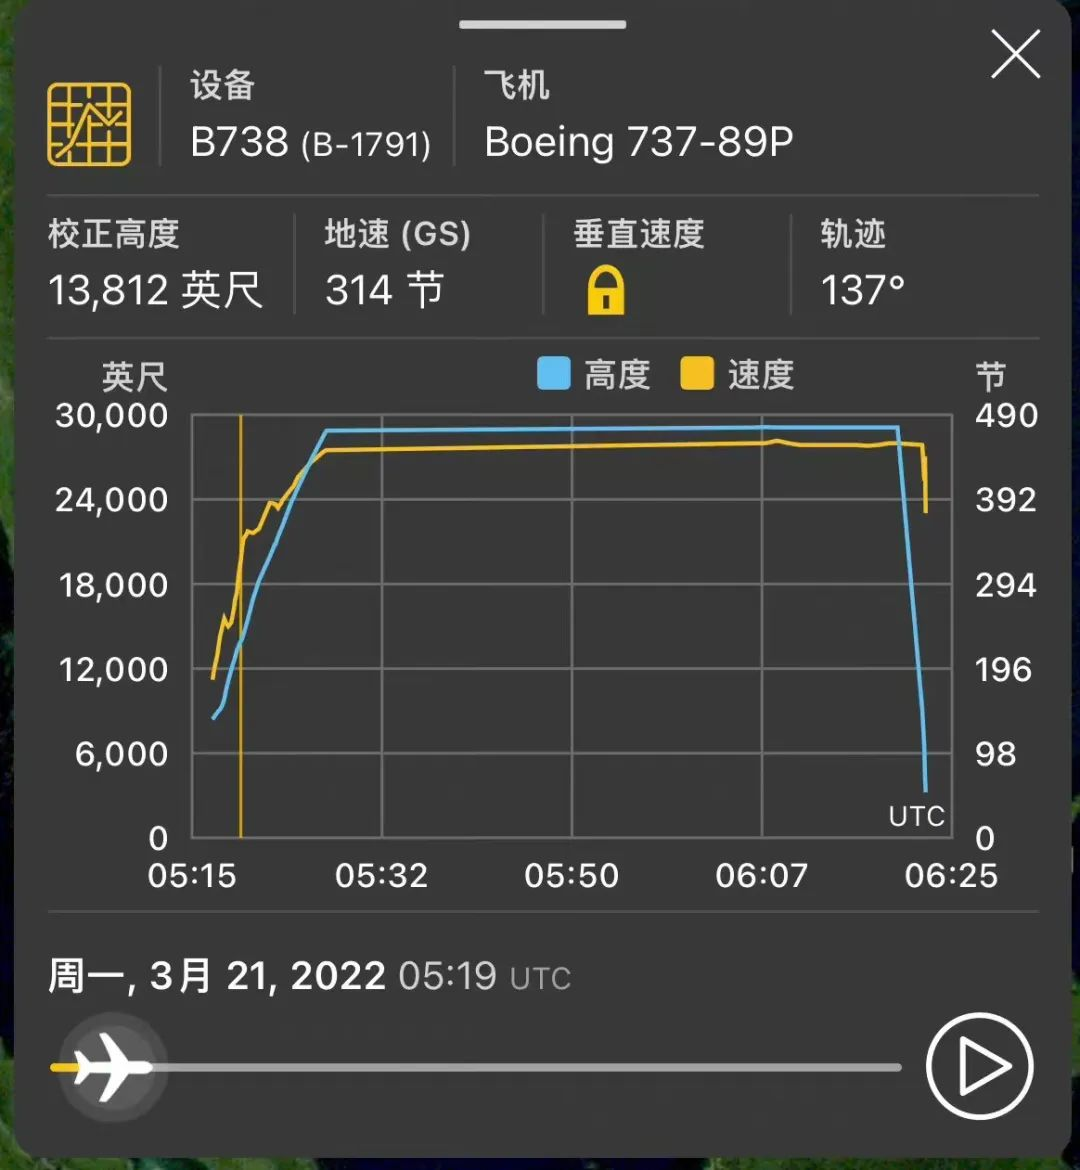 设备
B738 (B-1791)
飞机
Boeing 737-89P
校正高度
13,812 英尺
地速 (GS)
314 节
垂直速度
轨迹
137°
英尺
高度
速度
节
30,000
490
24,000
392
18,000
294
12,000
196
6,000
98
UTC
0
0
05:15
05:32
05:50
06:07
06:25
周一, 3月 21, 2022 05:19 UTC